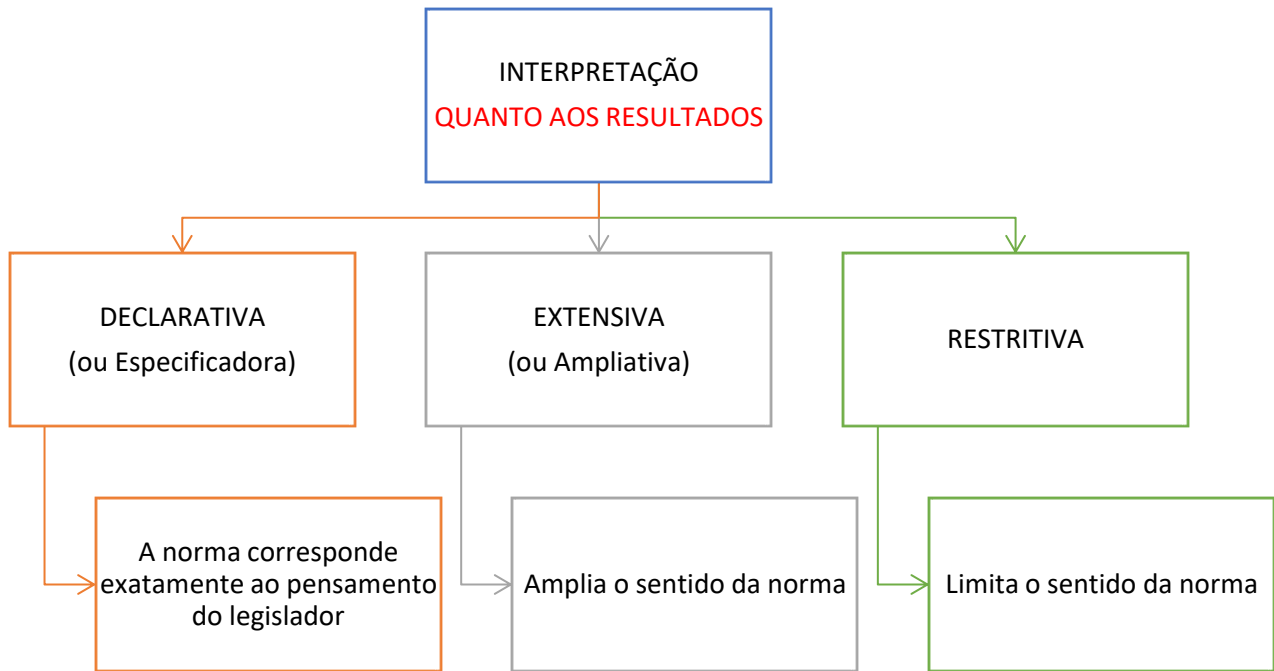 INTERPRETAÇÃO
QUANTO AOS RESULTADOS
DECLARATIVA
(ou Especificadora)
EXTENSIVA
(ou Ampliativa)
RESTRITIVA
A norma corresponde
exatamente ao pensamento
do legislador
Amplia o sentido da norma
Limita o sentido da norma